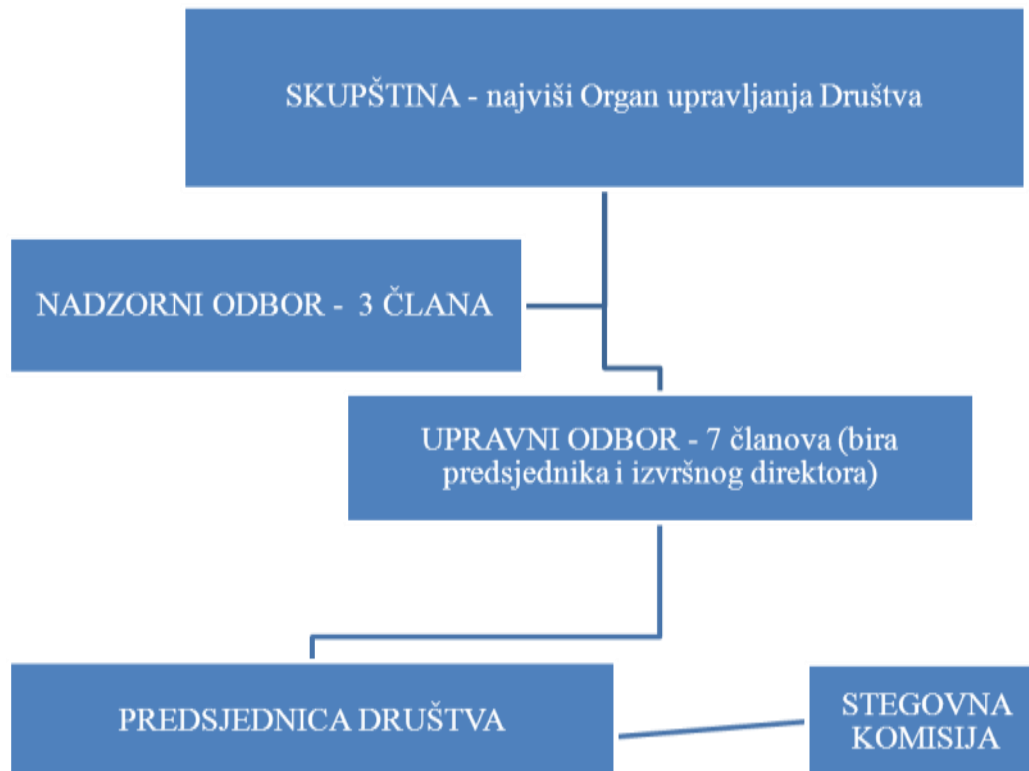 SKUPŠTINA - najviši Organ upravljanja Društva
NADZORNI ODBOR - 3 ČLANA
UPRAVNI ODBOR - 7 članova (bira
predsjednika i izvršnog direktora)
PREDSJEDNICA DRUŠTVA
STEGOVNA
KOMISIJA